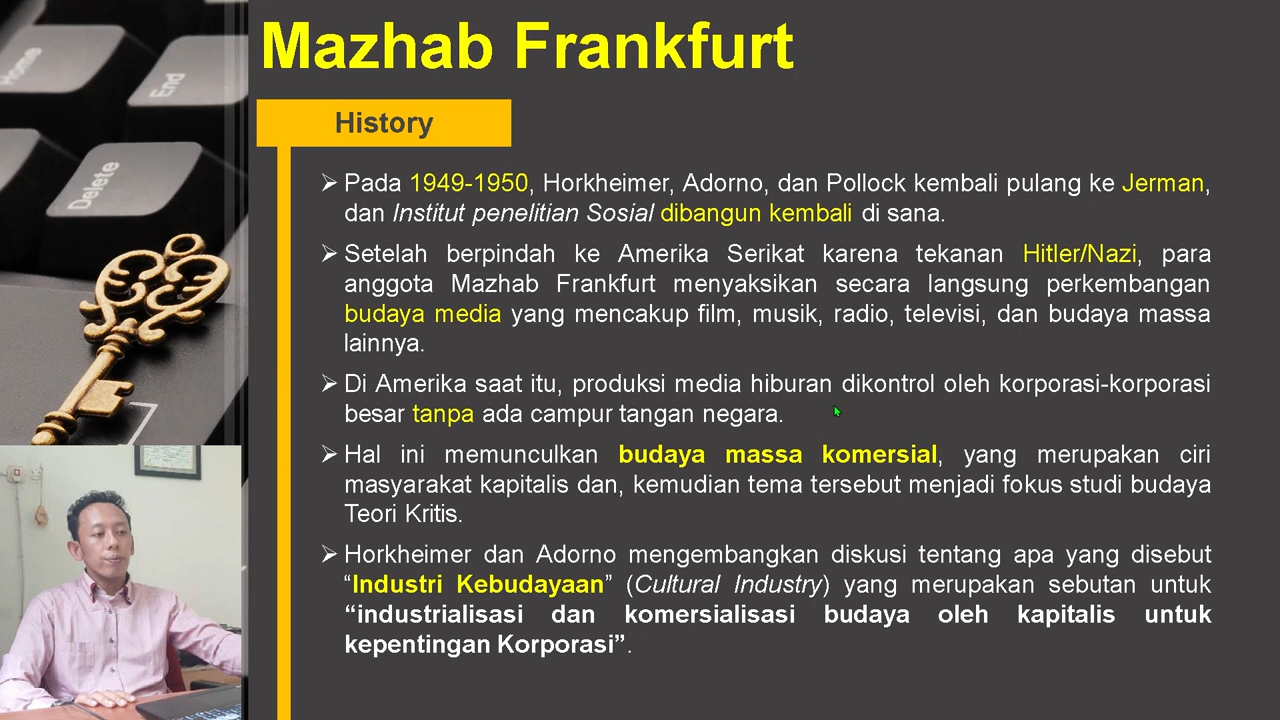 Mazhab Frankfurt
History
Home
End
Delete
➢ Pada 1949-1950, Horkheimer, Adorno, dan Pollock kembali pulang ke Jerman,
dan Institut penelitian Sosial dibangun kembali di sana.
➢ Setelah berpindah ke Amerika Serikat karena tekanan Hitler/Nazi, para
anggota Mazhab Frankfurt menyaksikan secara langsung perkembangan
budaya media yang mencakup film, musik, radio, televisi, dan budaya massa
lainnya.
➢ Di Amerika saat itu, produksi media hiburan dikontrol oleh korporasi-korporasi
besar tanpa ada campur tangan negara.
➢ Hal ini memunculkan budaya massa komersial, yang merupakan ciri
masyarakat kapitalis dan, kemudian tema tersebut menjadi fokus studi budaya
Teori Kritis.
➢ Horkheimer dan Adorno mengembangkan diskusi tentang apa yang disebut
“Industri Kebudayaan” (Cultural Industry) yang merupakan sebutan untuk
“industrialisasi dan komersialisasi budaya oleh kapitalis untuk
kepentingan Korporasi”.